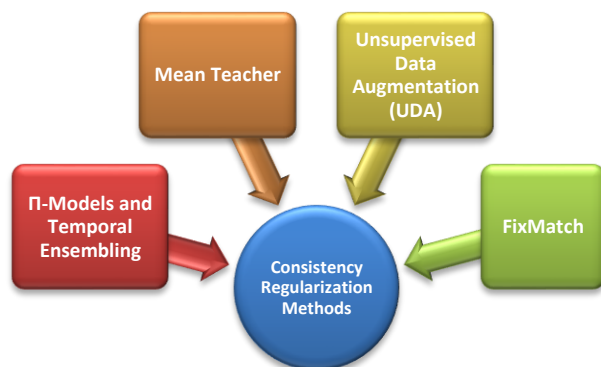 Mean Teacher
Unsupervised
Data
Augmentation
(UDA)
Π-Models and
Temporal
Ensembling
FixMatch
Consistency
Regularization
Methods